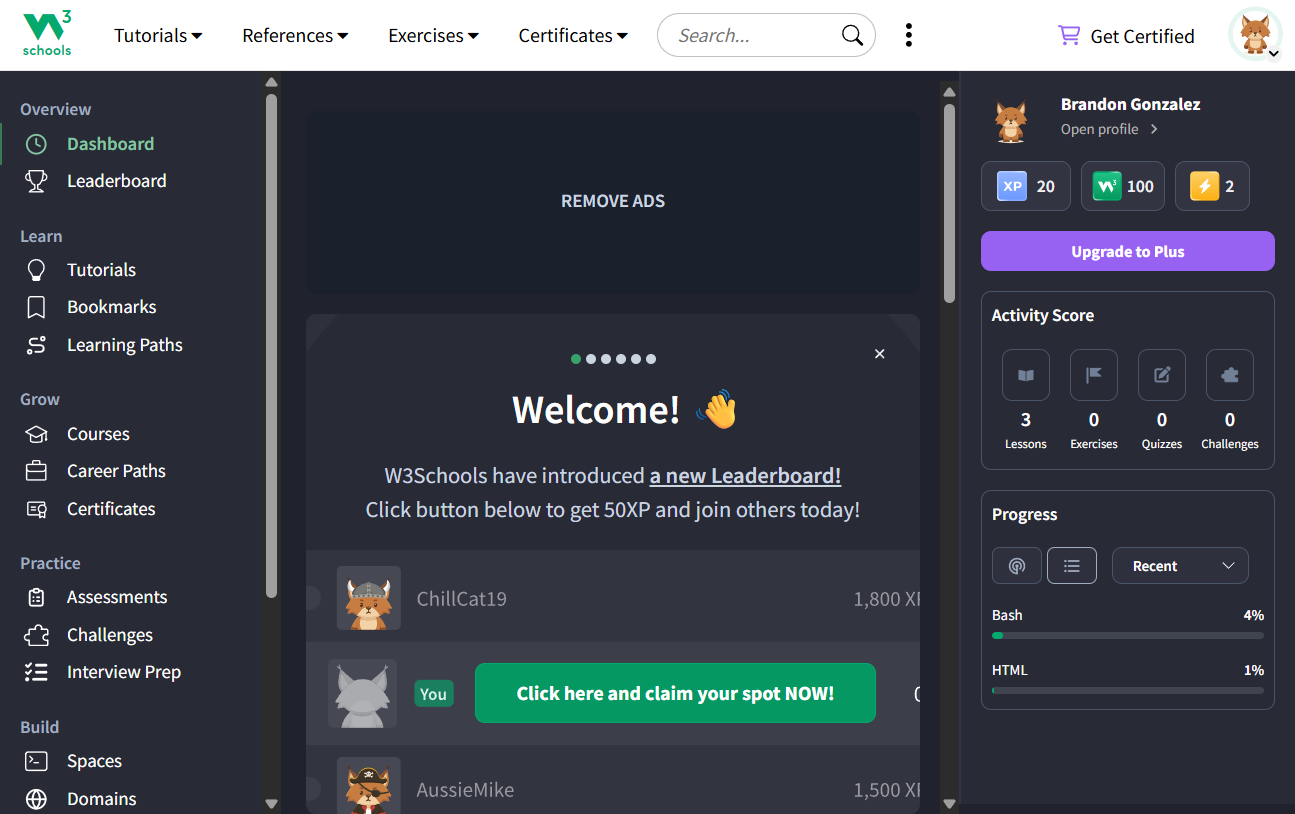 W3
schools
Tutorials
References
Exercises
Certificates
Search...
Get Certified
Overview
Dashboard
Leaderboard
Learn
Tutorials
Bookmarks
Learning Paths
Grow
Courses
Career Paths
Certificates
Practice
Assessments
Challenges
Interview Prep
Build
Spaces
Domains
REMOVE ADS
Welcome! 👋
W3Schools have introduced a new Leaderboard!
Click button below to get 50XP and join others today!
ChillCat19 1,800 XP
You Click here and claim your spot NOW!
AussieMike 1,500 XP
Brandon Gonzalez
Open profile
XP 20 W3 100 2
Upgrade to Plus
Activity Score
3 0 0 0
Lessons Exercises Quizzes Challenges
Progress
Recent
Bash 4%
HTML 1%